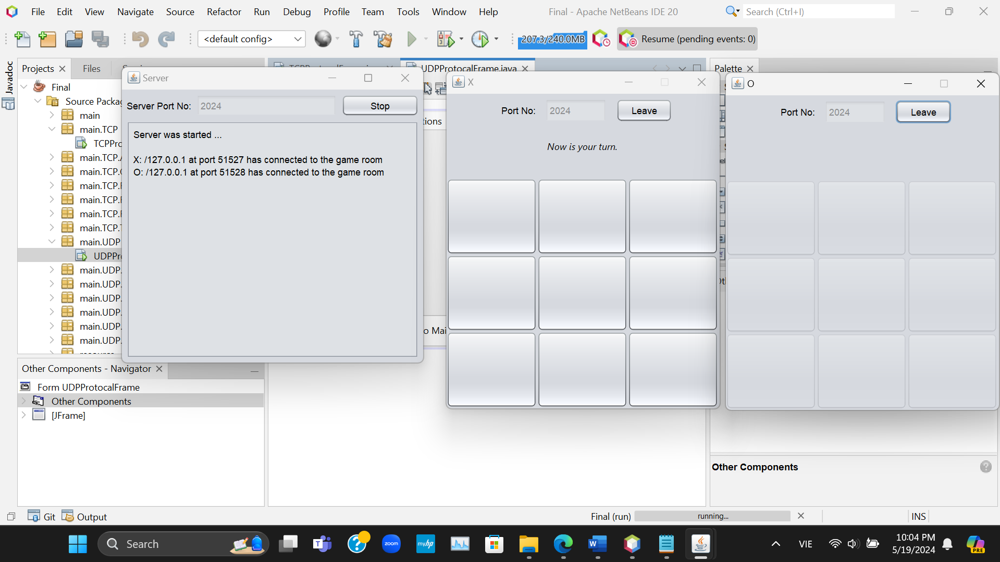 File Edit View Navigate Source Refactor Run Debug Profile Team Tools Window Help
Final - Apache NetBeans IDE 20
Search (Ctrl+I)
<default config>
207.3/240.0MB
Resume (pending events: 0)
Javadoc
Projects
Files
UDPProtocalFrame.java
Palette
Final
Source Packag
main
main.TCP
TCPPro
main.TCP.
main.TCP.
main.TCP.
main.TCP.
main.TCP.
main.TCP.
main.UDP
UDPPro
main.UDP.
main.UDP.
main.UDP.
main.UDP.
main.UDP.
main.UDP.
Server
Server Port No: 2024 Stop
Server was started ...
X: /127.0.0.1 at port 51527 has connected to the game room
O: /127.0.0.1 at port 51528 has connected to the game room
tions
o Mai
X
Port No: 2024 Leave
Now is your turn.
O
Port No: 2024 Leave
Other Components - Navigator
Form UDPProtocalFrame
Other Components
[JFrame]
Other Components
Git
Output
Final (run)
running...
INS
Search
zoom
myhp
VIE
10:04 PM
5/19/2024
PRE